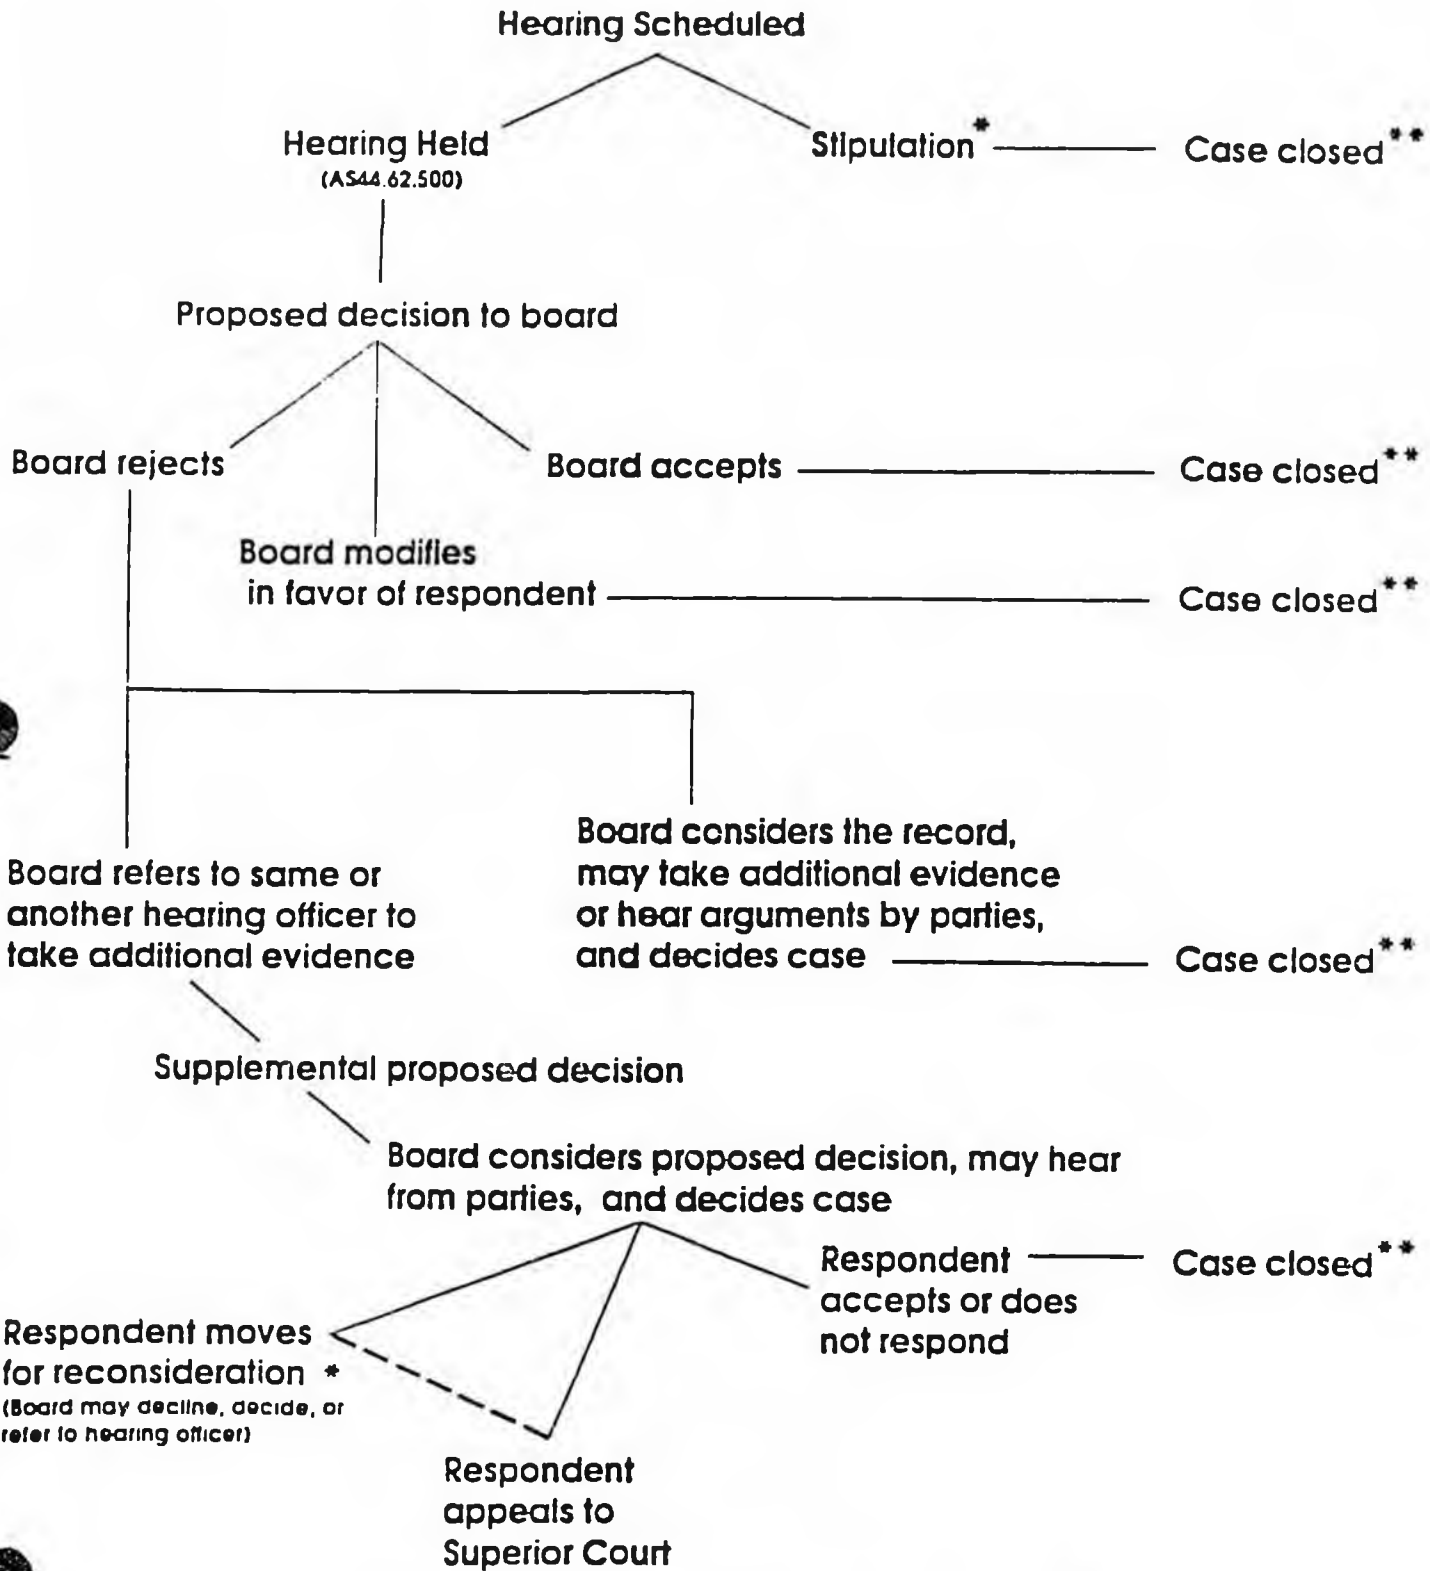 Hearing Scheduled
Hearing Held
(AS44.62.500)
Stipulation*
Case closed**
Proposed decision to board
Board rejects
Board accepts
Case closed**
Board modifies
in favor of respondent
Case closed**
Board refers to same or
another hearing officer to
take additional evidence
Board considers the record,
may take additional evidence
or hear arguments by parties,
and decides case
Case closed**
Supplemental proposed decision
Board considers proposed decision, may hear
from parties, and decides case
Respondent
accepts or does
not respond
Case closed**
Respondent moves
for reconsideration *
(Board may decline, decide, or
refer to hearing officer)
Respondent
appeals to
Superior Court